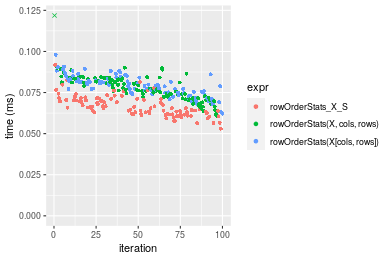 0.125
0.100
0.075
0.050
0.025
0.000
time (ms)
0
25
50
75
100
iteration
expr
rowOrderStats_X_S
rowOrderStats(X, cols, rows)
rowOrderStats(X[cols, rows])